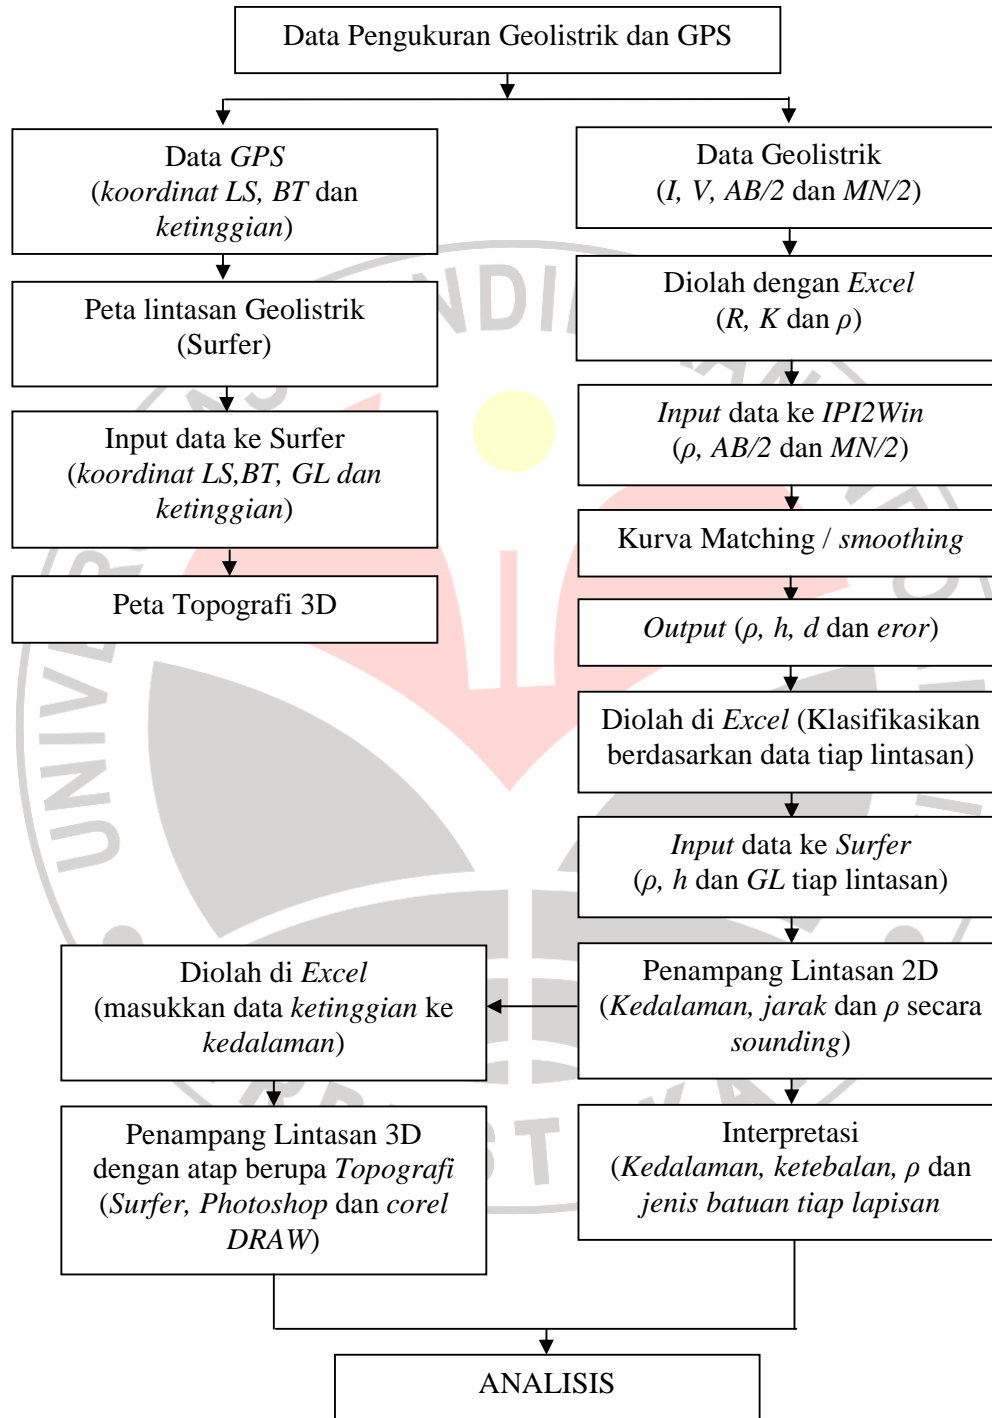 Data Pengukuran Geolistrik dan GPS
Data GPS
(koordinat LS, BT dan
ketinggian)
Peta lintasan Geolistrik
(Surfer)
Input data ke Surfer
(koordinat LS,BT, GL dan
ketinggian)
Peta Topografi 3D
Data Geolistrik
(I, V, AB/2 dan MN/2)
Diolah dengan Excel
(R, K dan ρ)
Input data ke IPI2Win
(ρ, AB/2 dan MN/2)
Kurva Matching / smoothing
Output (ρ, h, d dan eror)
Diolah di Excel (Klasifikasikan
berdasarkan data tiap lintasan)
Input data ke Surfer
(ρ, h dan GL tiap lintasan)
Penampang Lintasan 2D
(Kedalaman, jarak dan ρ secara
sounding)
Diolah di Excel
(masukkan data ketinggian ke
kedalaman)
Penampang Lintasan 3D
dengan atap berupa Topografi
(Surfer, Photoshop dan corel
DRAW)
Interpretasi
(Kedalaman, ketebalan, ρ dan
jenis batuan tiap lapisan
ANALISIS